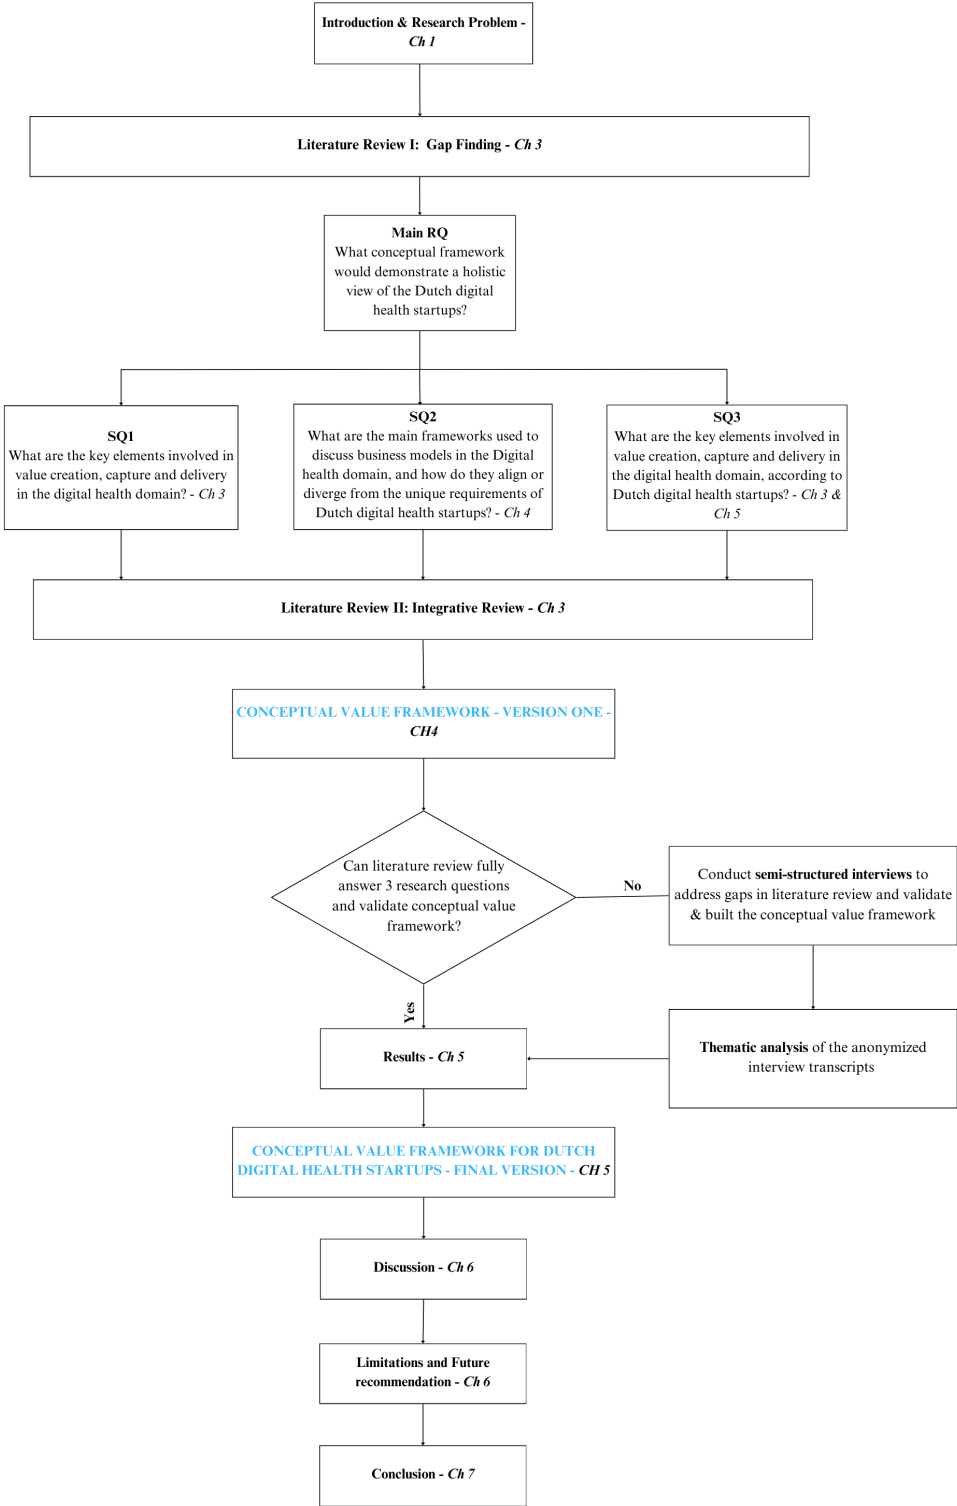 Introduction & Research Problem -
Ch 1
Literature Review I:  Gap Finding - Ch 3
Main RQ
What conceptual framework
would demonstrate a holistic
view of the Dutch digital
health startups?
SQ1
What are the key elements involved in
value creation, capture and delivery
in the digital health domain? - Ch 3
SQ2
What are the main frameworks used to
discuss business models in the Digital
health domain, and how do they align or
diverge from the unique requirements of
Dutch digital health startups? - Ch 4
SQ3
What are the key elements involved in
value creation, capture and delivery in
the digital health domain, according to
Dutch digital health startups? - Ch 3 &
Ch 5
Literature Review II: Integrative Review - Ch 3
CONCEPTUAL VALUE FRAMEWORK - VERSION ONE -
CH4
Can literature review fully
answer 3 research questions
and validate conceptual value
framework?
No
Conduct semi-structured interviews to
address gaps in literature review and validate
& built the conceptual value framework
Yes
Thematic analysis of the anonymized
interview transcripts
Results - Ch 5
CONCEPTUAL VALUE FRAMEWORK FOR DUTCH
DIGITAL HEALTH STARTUPS - FINAL VERSION - CH 5
Discussion - Ch 6
Limitations and Future
recommendation - Ch 6
Conclusion - Ch 7